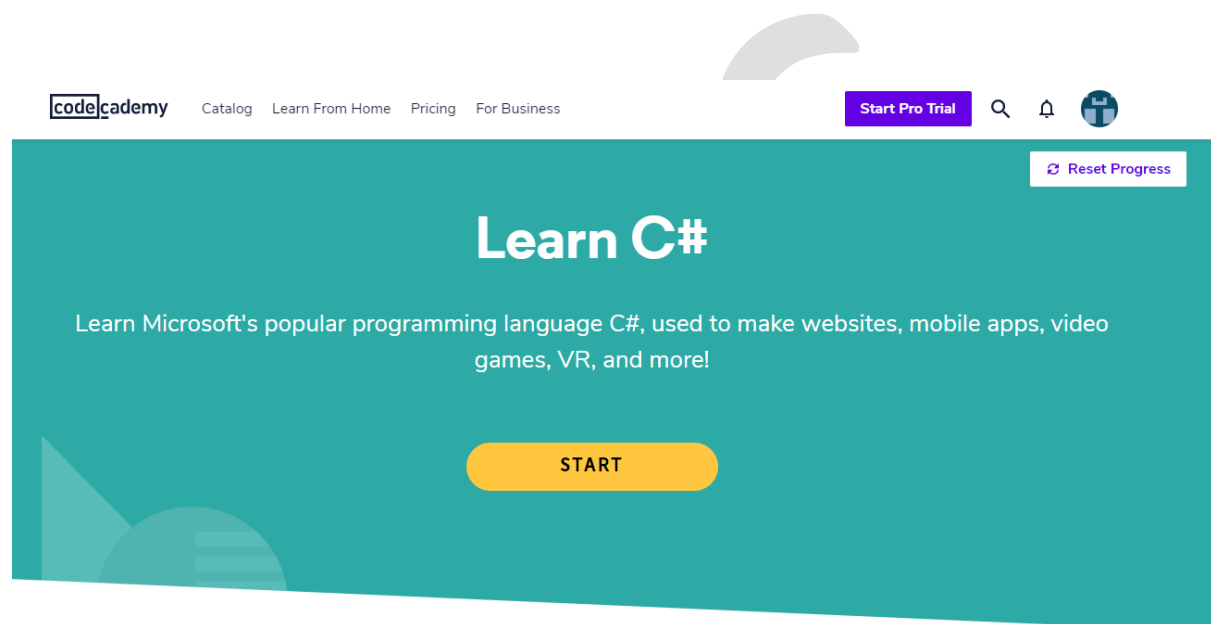 codecademy Catalog Learn From Home Pricing For Business Start Pro Trial
Reset Progress
Learn C#
Learn Microsoft's popular programming language C#, used to make websites, mobile apps, video
games, VR, and more!
START